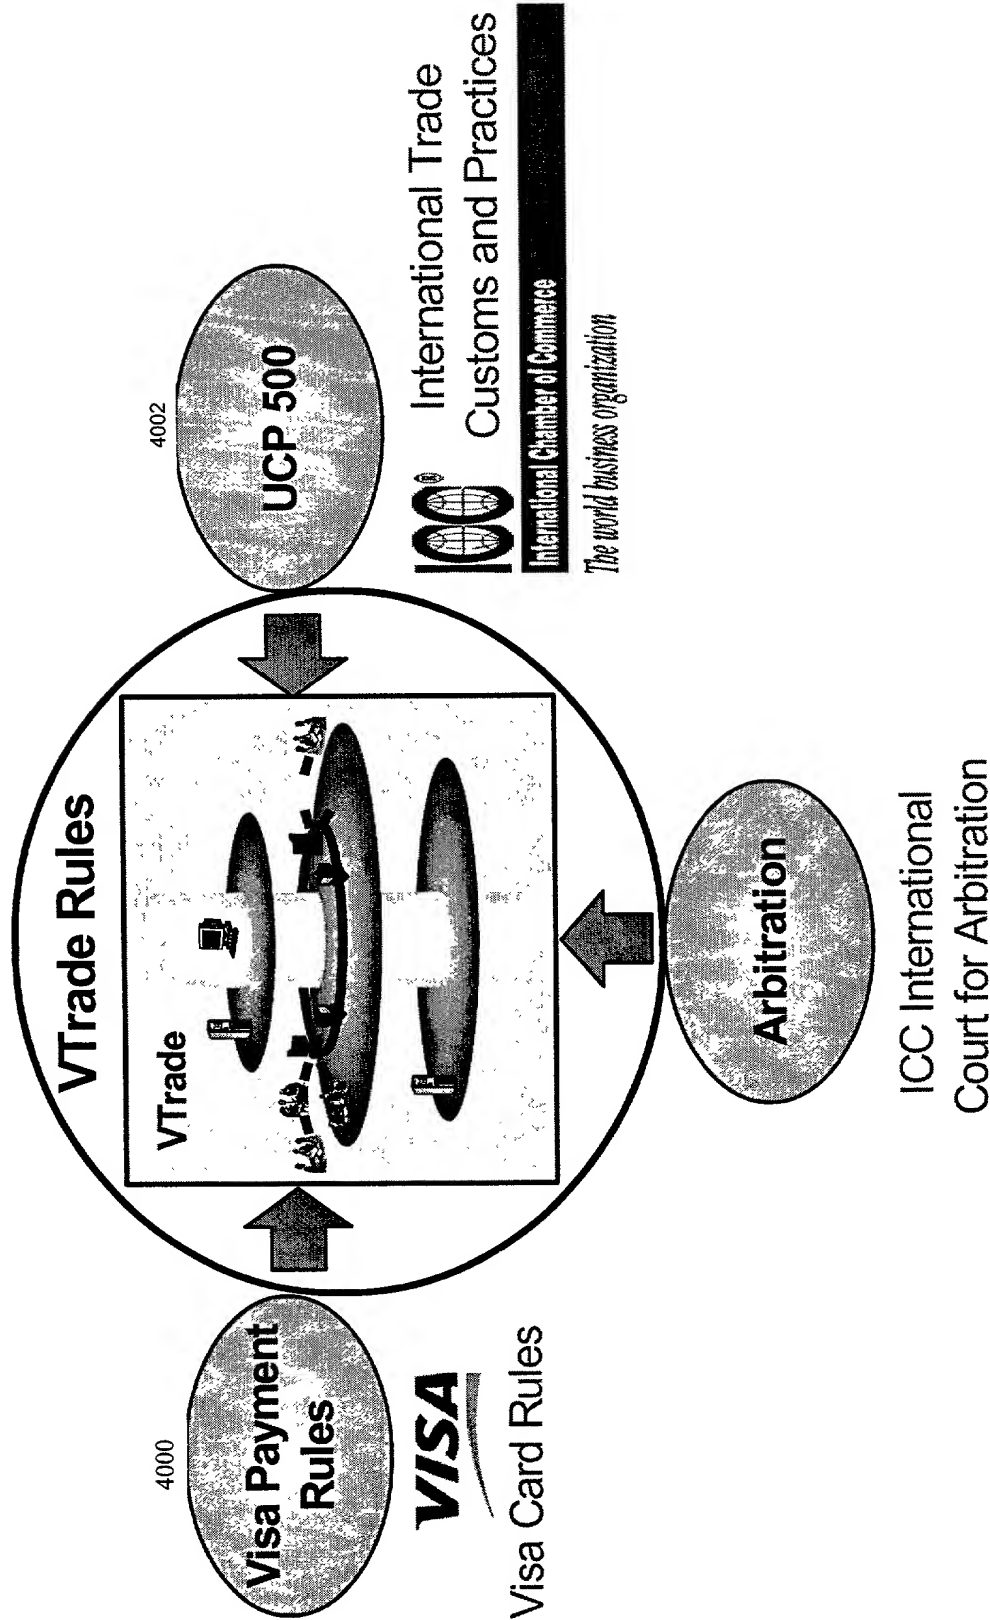 VTrade Rules
VTrade
4000
Visa Payment
Rules
VISA
Visa Card Rules
4002
UCP 500
ICC®
International Trade
Customs and Practices
International Chamber of Commerce
The world business organization
Arbitration
ICC International
Court for Arbitration